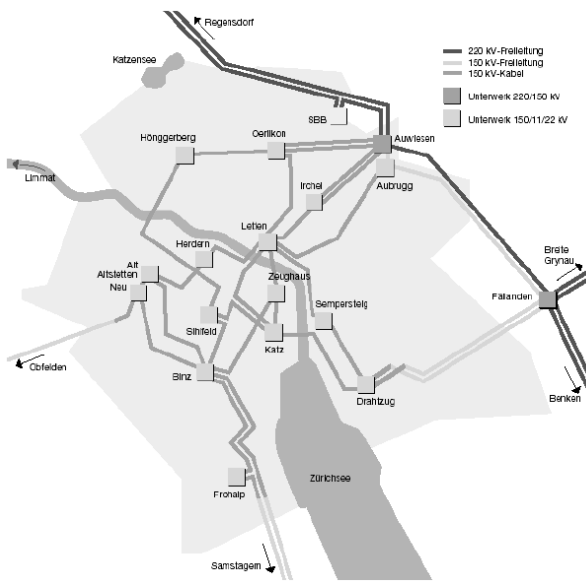 Regensdorf
Katzensee
220 kV-Freileitung
150 kV-Freileitung
150 kV-Kabel
Unterwerk 220/150 kV
Unterwerk 150/11/22 kV
SBB
Hönggerberg
Oerlikon
Auwiesen
Limmat
Irchel
Aubrugg
Letten
Herdern
Alt
Altstetten
Neu
Zeughaus
Breite
Grynau
Fällanden
Sempersteig
Sihlfeld
Katz
Obfelden
Binz
Benken
Drahtzug
Zürichsee
Frohalp
Samstagern